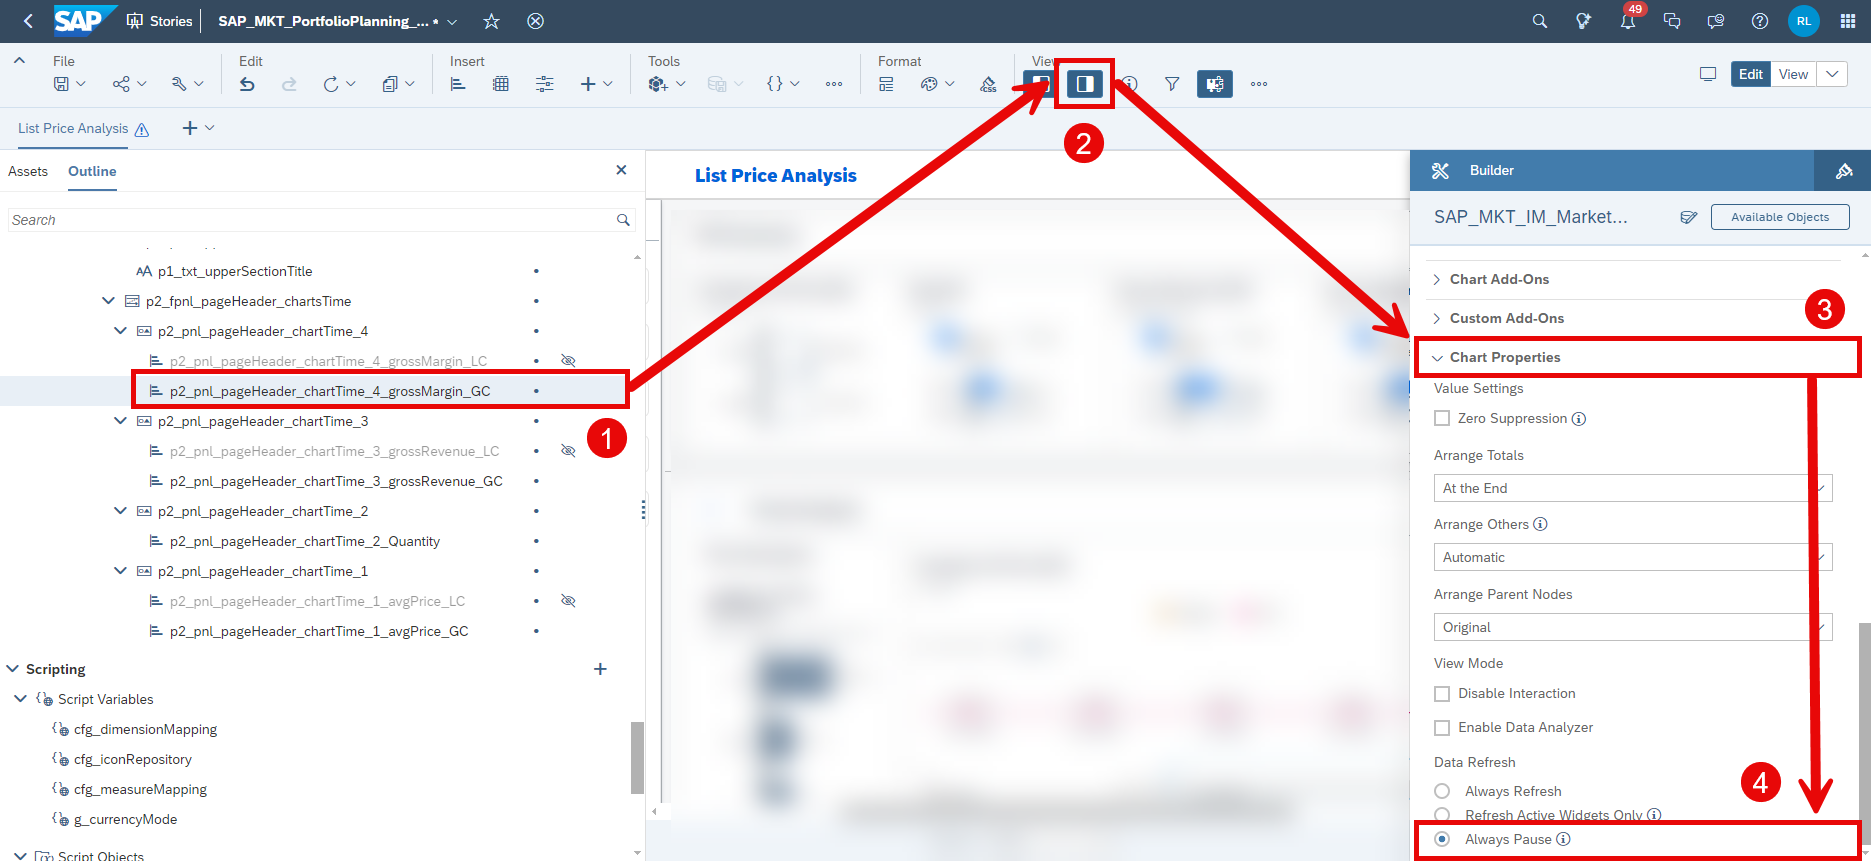 SAP Stories SAP_MKT_PortfolioPlanning_... * 49 RL
File Edit Insert Tools Format View
CSS
Edit View
List Price Analysis
2
Assets Outline
List Price Analysis
Builder
Search
SAP_MKT_IM_Market... Available Objects
p1_txt_upperSectionTitle
p2_fpnl_pageHeader_chartsTime
p2_pnl_pageHeader_chartTime_4
p2_pnl_pageHeader_chartTime_4_grossMargin_LC
p2_pnl_pageHeader_chartTime_4_grossMargin_GC
1
p2_pnl_pageHeader_chartTime_3
p2_pnl_pageHeader_chartTime_3_grossRevenue_LC
p2_pnl_pageHeader_chartTime_3_grossRevenue_GC
p2_pnl_pageHeader_chartTime_2
p2_pnl_pageHeader_chartTime_2_Quantity
p2_pnl_pageHeader_chartTime_1
p2_pnl_pageHeader_chartTime_1_avgPrice_LC
p2_pnl_pageHeader_chartTime_1_avgPrice_GC
Scripting
Script Variables
cfg_dimensionMapping
cfg_iconRepository
cfg_measureMapping
g_currencyMode
Script Objects
Chart Add-Ons
Custom Add-Ons
3
Chart Properties
Value Settings
Zero Suppression
Arrange Totals
At the End
Arrange Others
Automatic
Arrange Parent Nodes
Original
View Mode
Disable Interaction
Enable Data Analyzer
Data Refresh
4
Always Refresh
Refresh Active Widgets Only
Always Pause